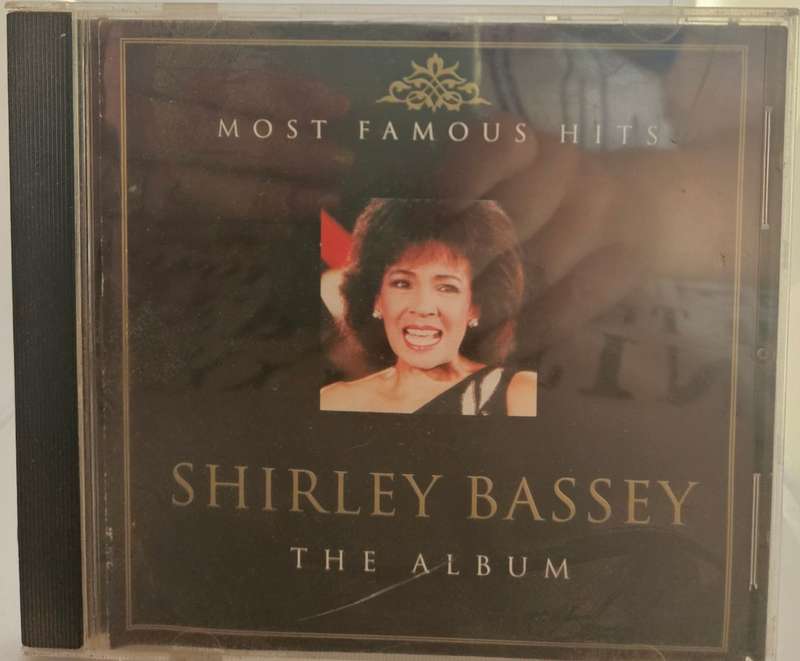 MOST FAMOUS HITS
SHIRLEY BASSEY
THE ALBUM